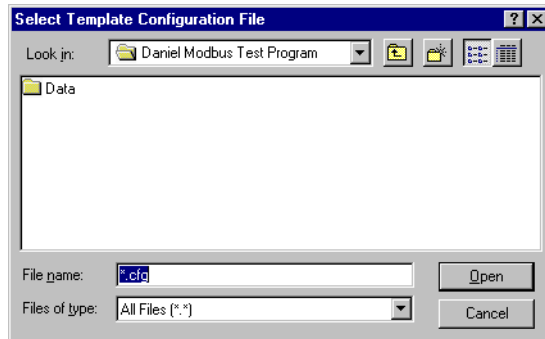 Select Template Configuration File
Look in: Daniel Modbus Test Program
Data
File name: *.cfg Open
Files of type: All Files (*.*) Cancel